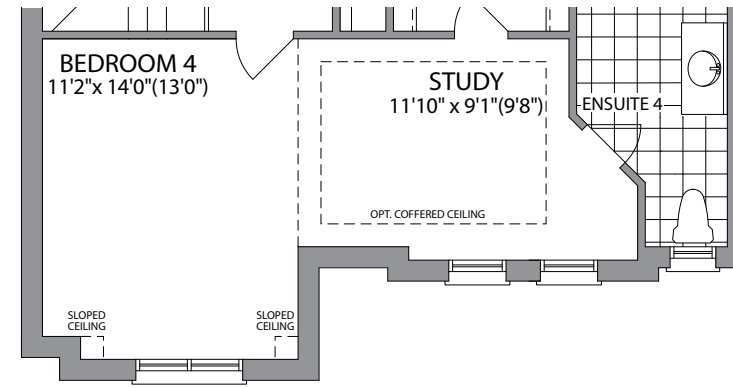 BEDROOM 4
11'2"x 14'0"(13'0")
STUDY
11'10" x 9'1"(9'8")
ENSUITE 4
OPT. COFFERED CEILING
SLOPED
CEILING
SLOPED
CEILING